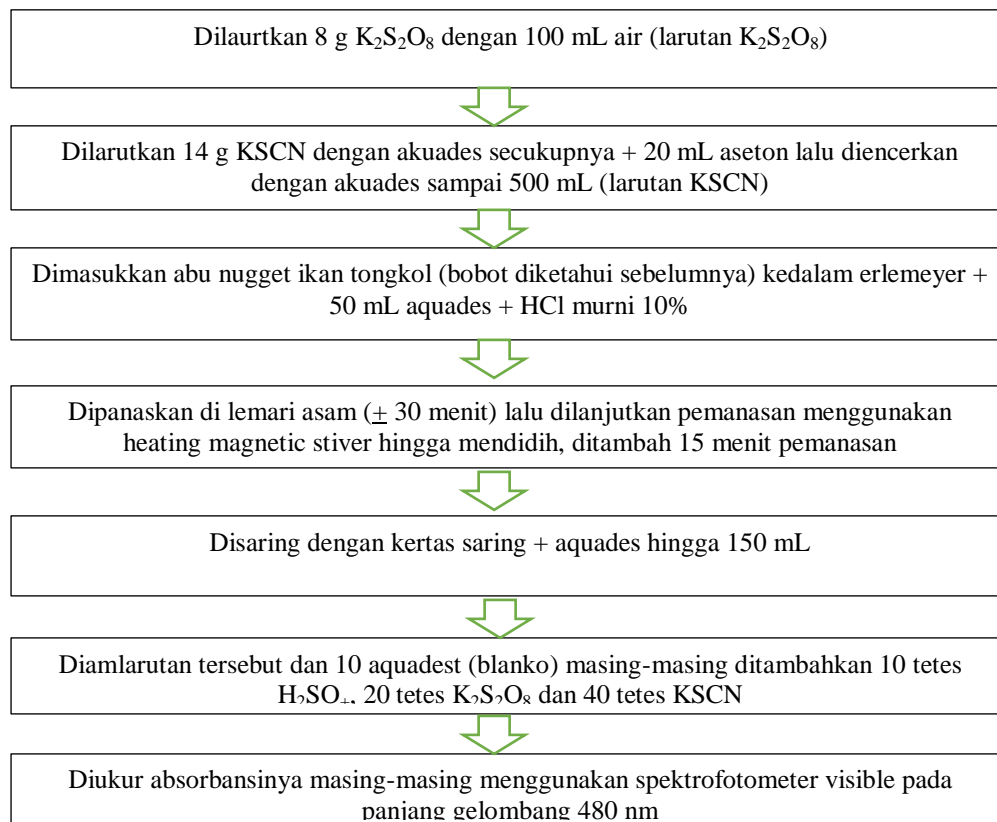 Dilaurtkan 8 g K₂S₂O₈ dengan 100 mL air (larutan K₂S₂O₈)
Dilarutkan 14 g KSCN dengan akuades secukupnya + 20 mL aseton lalu diencerkan
dengan akuades sampai 500 mL (larutan KSCN)
Dimasukkan abu nugget ikan tongkol (bobot diketahui sebelumnya) kedalam erlemeyer +
50 mL aquades + HCl murni 10%
Dipanaskan di lemari asam (± 30 menit) lalu dilanjutkan pemanasan menggunakan
heating magnetic stiver hingga mendidih, ditambah 15 menit pemanasan
Disaring dengan kertas saring + aquades hingga 150 mL
Diamlarutan tersebut dan 10 aquadest (blanko) masing-masing ditambahkan 10 tetes
H₂SO₄, 20 tetes K₂S₂O₈ dan 40 tetes KSCN
Diukur absorbansinya masing-masing menggunakan spektrofotometer visible pada
panjang gelombang 480 nm